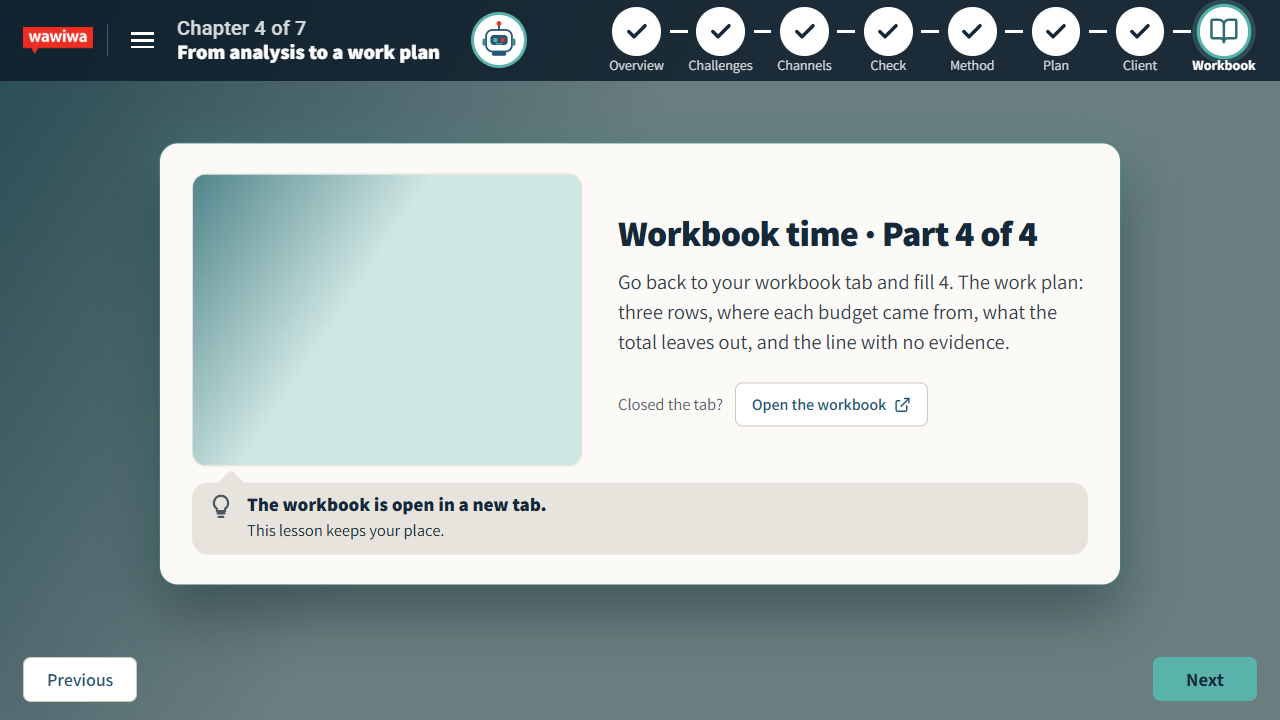 wawiwa
Chapter 4 of 7
From analysis to a work plan
Overview
Challenges
Channels
Check
Method
Plan
Client
Workbook
Workbook time • Part 4 of 4
Go back to your workbook tab and fill 4. The work plan:
three rows, where each budget came from, what the
total leaves out, and the line with no evidence.
Closed the tab?
Open the workbook
The workbook is open in a new tab.
This lesson keeps your place.
Previous
Next